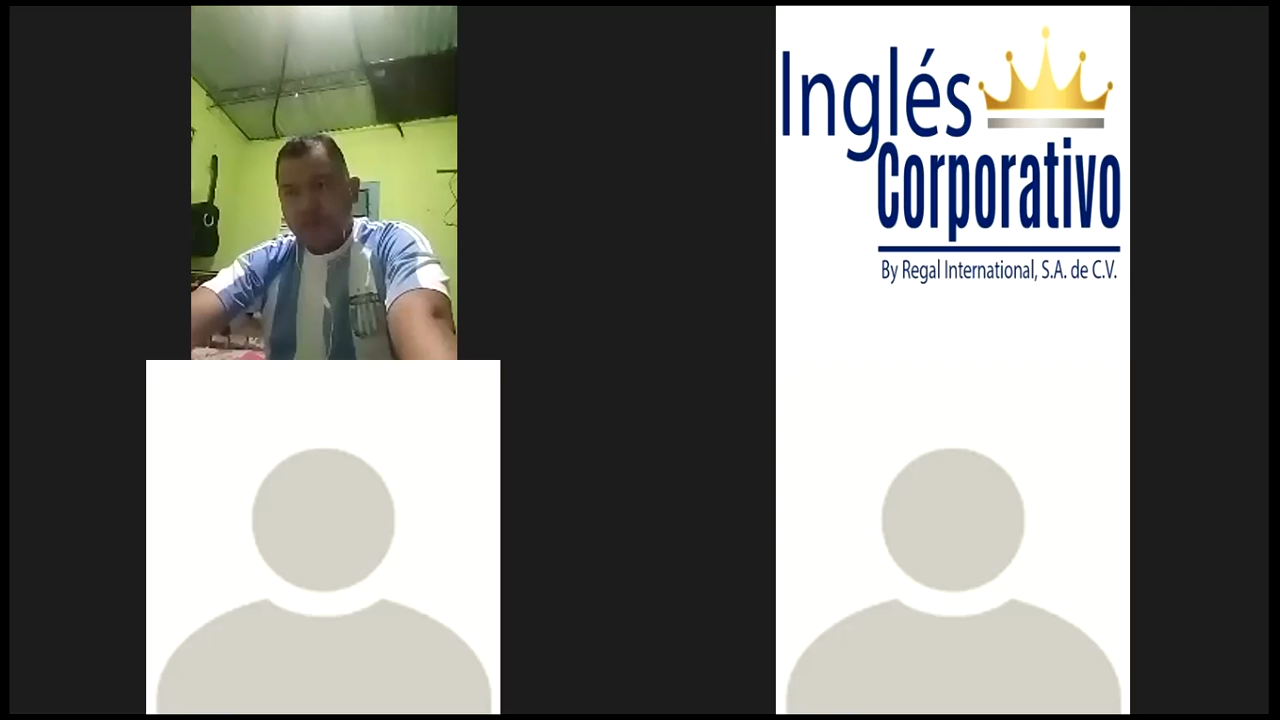 Inglés
Corporativo
By Regal International, S.A. de C.V.